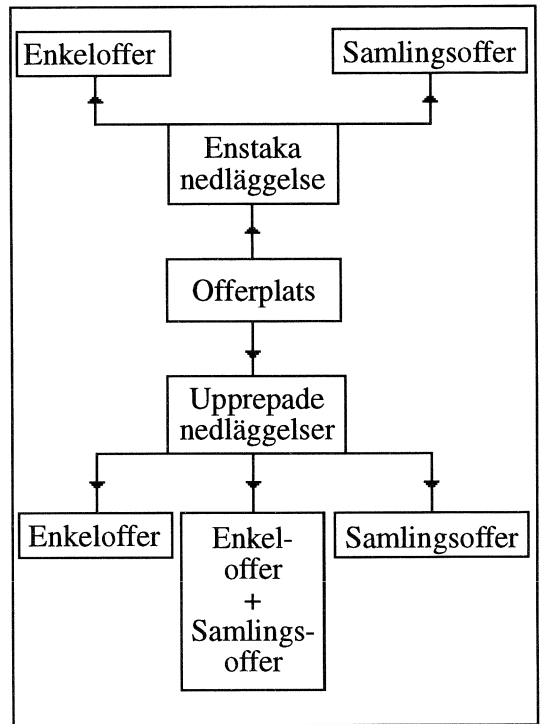 Enkeloffer
Samlingsoffer
Enstaka
nedläggelse
Offerplats
Upprepade
nedläggelser
Enkeloffer
Enkel-
offer
+
Samlings-
offer
Samlingsoffer